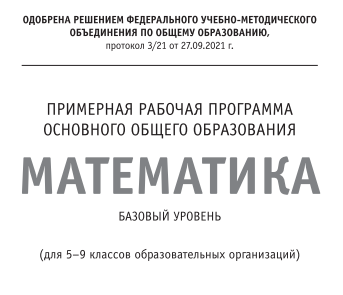 ОДОБРЕНА РЕШЕНИЕМ ФЕДЕРАЛЬНОГО УЧЕБНО-МЕТОДИЧЕСКОГО
ОБЪЕДИНЕНИЯ ПО ОБЩЕМУ ОБРАЗОВАНИЮ,
протокол 3/21 от 27.09.2021 г.
ПРИМЕРНАЯ РАБОЧАЯ ПРОГРАММА
ОСНОВНОГО ОБЩЕГО ОБРАЗОВАНИЯ
МАТЕМАТИКА
БАЗОВЫЙ УРОВЕНЬ
(для 5–9 классов образовательных организаций)